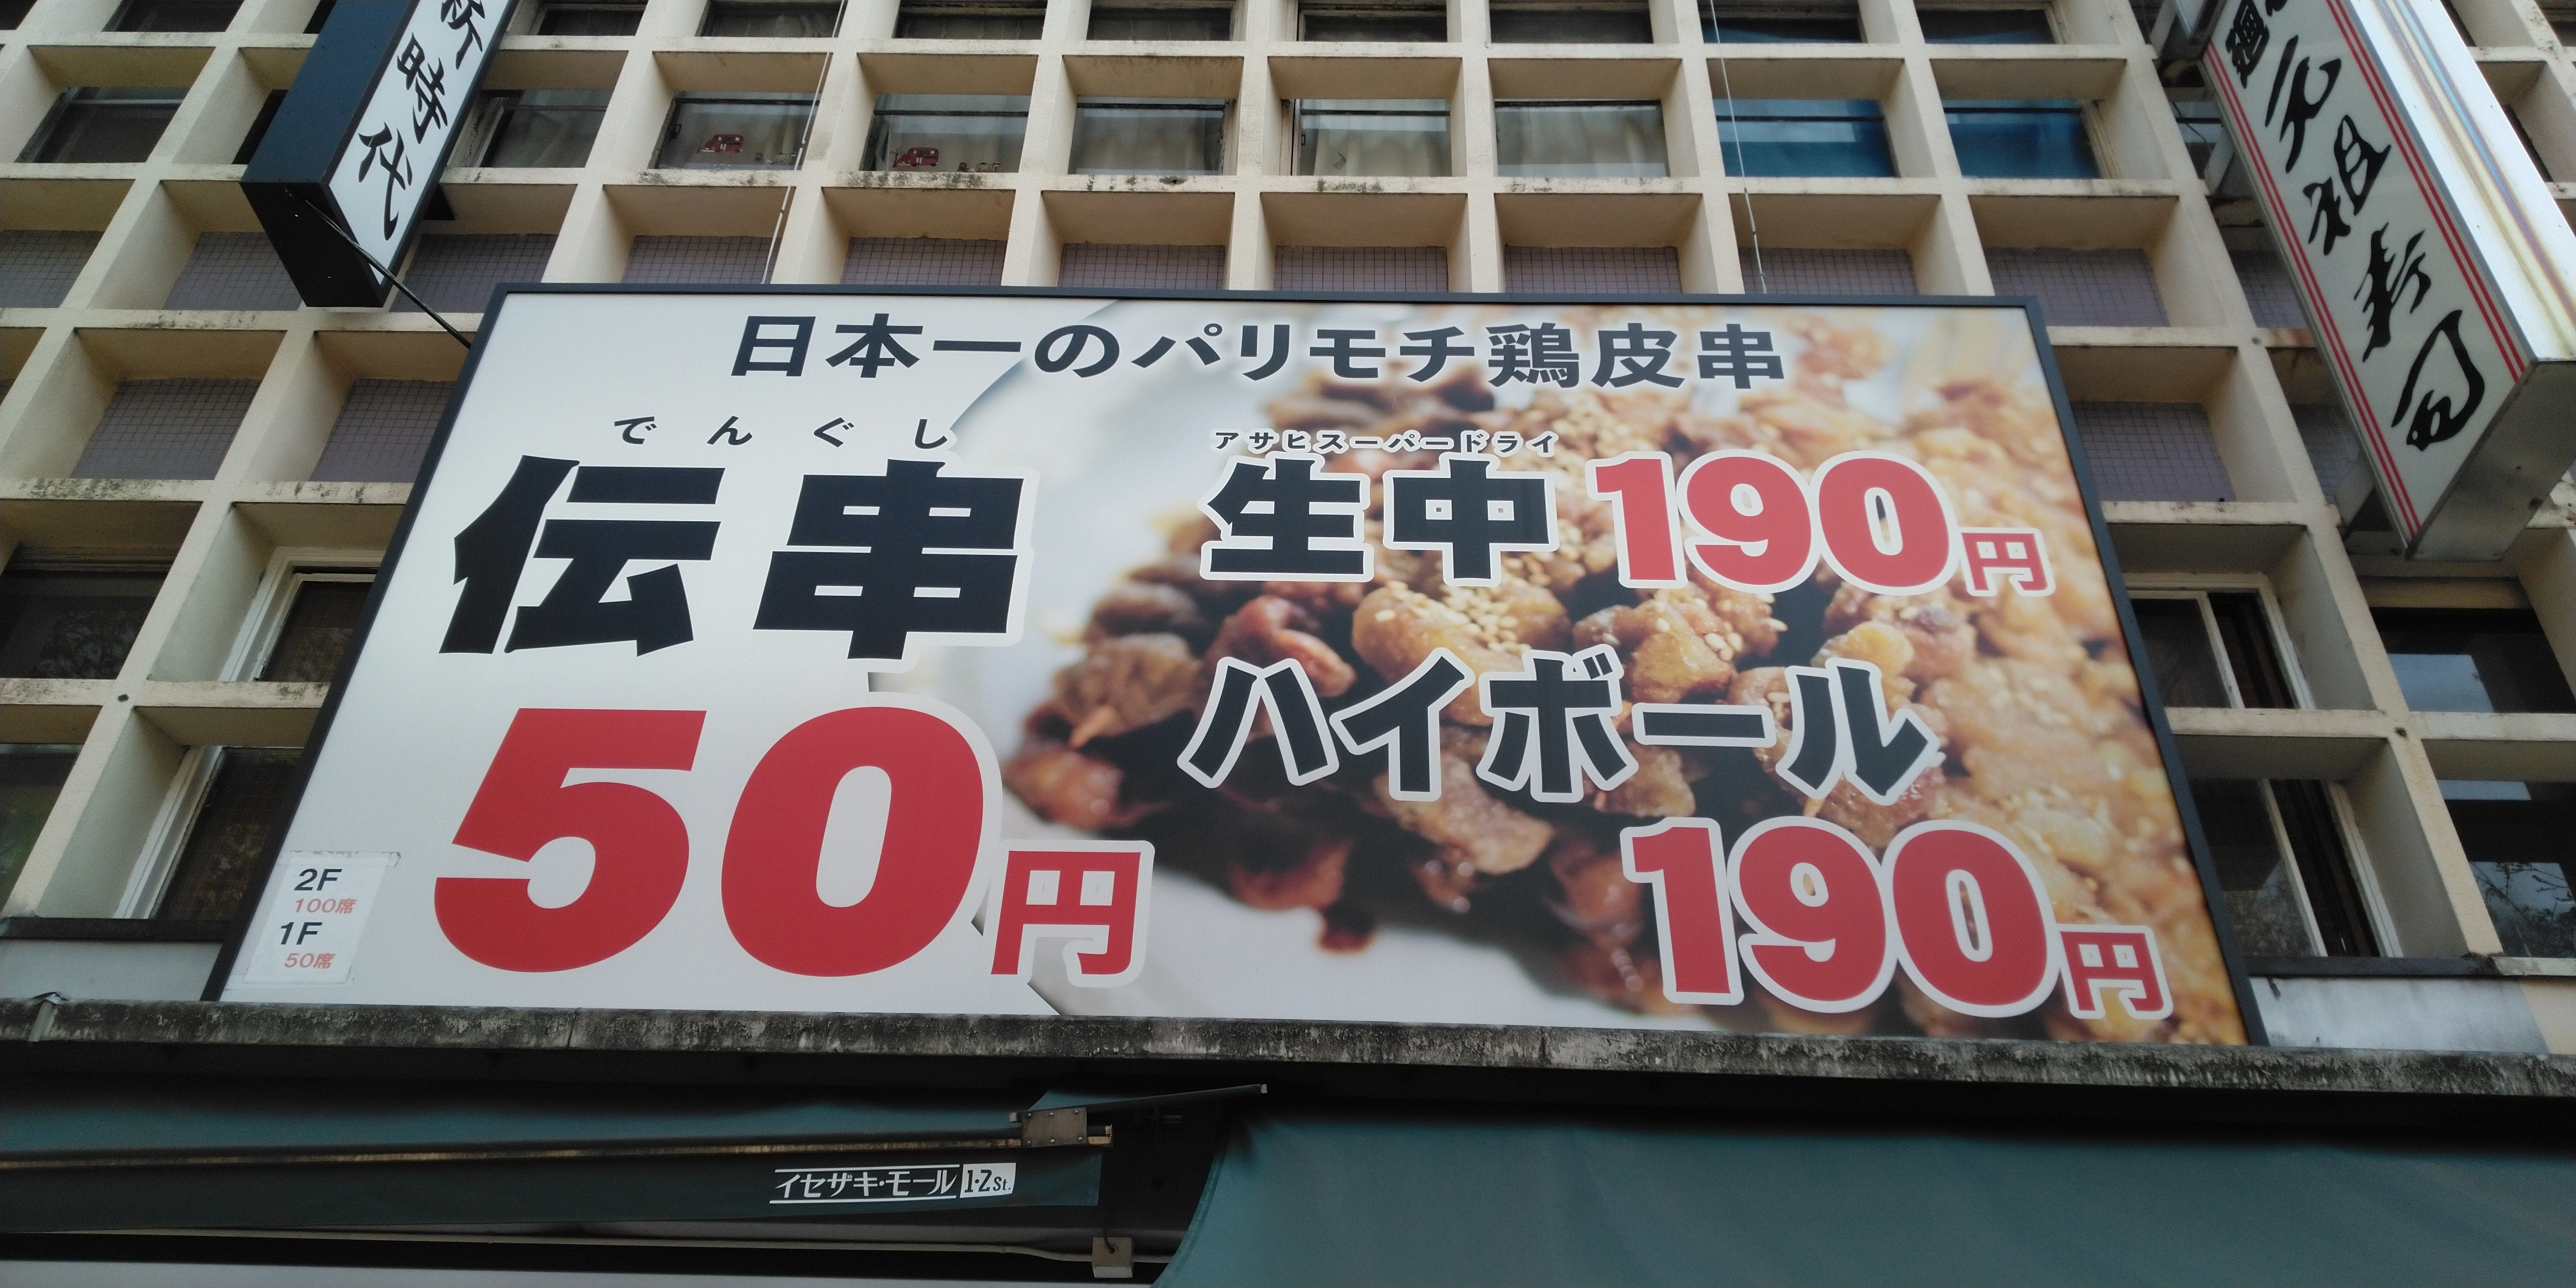 新時代
元祖寿司
日本一のパリモチ鶏皮串
でんぐし
伝串
50円
アサヒスーパードライ
生中190円
ハイボール
190円
2F
100席
1F
50席
イセザキ・モール 1・2St.